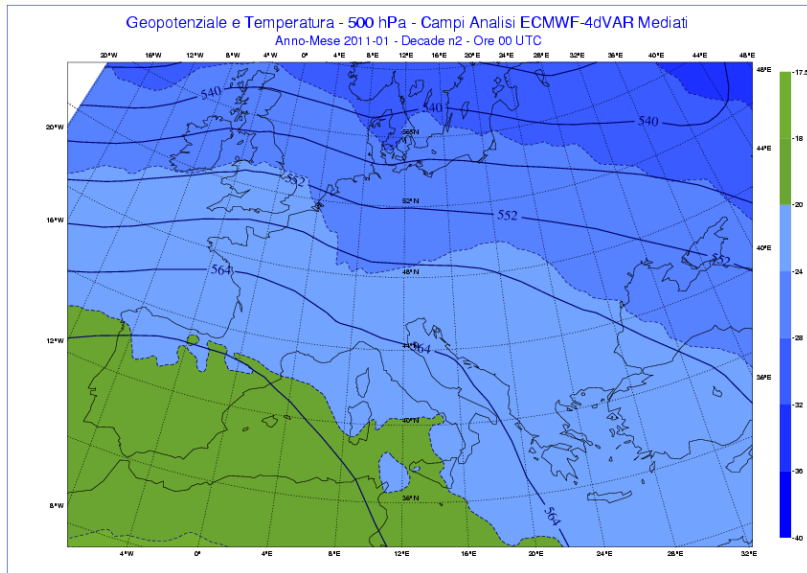 Geopotenziale e Temperatura - 500 hPa - Campi Analisi ECMWF-4dVAR Mediati
Anno-Mese 2011-01 - Decade n2 - Ore 00 UTC
20°W 16°W 12°W 8°W 4°W 0°E 4°E 8°E 12°E 16°E 20°E 24°E 28°E 32°E 36°E 40°E 44°E 48°E
48°E
44°E
40°E
36°E
20°W
16°W
12°W
8°W
4°W 0°E 4°E 8°E 12°E 16°E 20°E 24°E 28°E 32°E
56°N
52°N
48°N
44°N
40°N
36°N
540
540
540
552
552
552
564
564
564
17.5
-20
-24
-28
-32
-36
-40